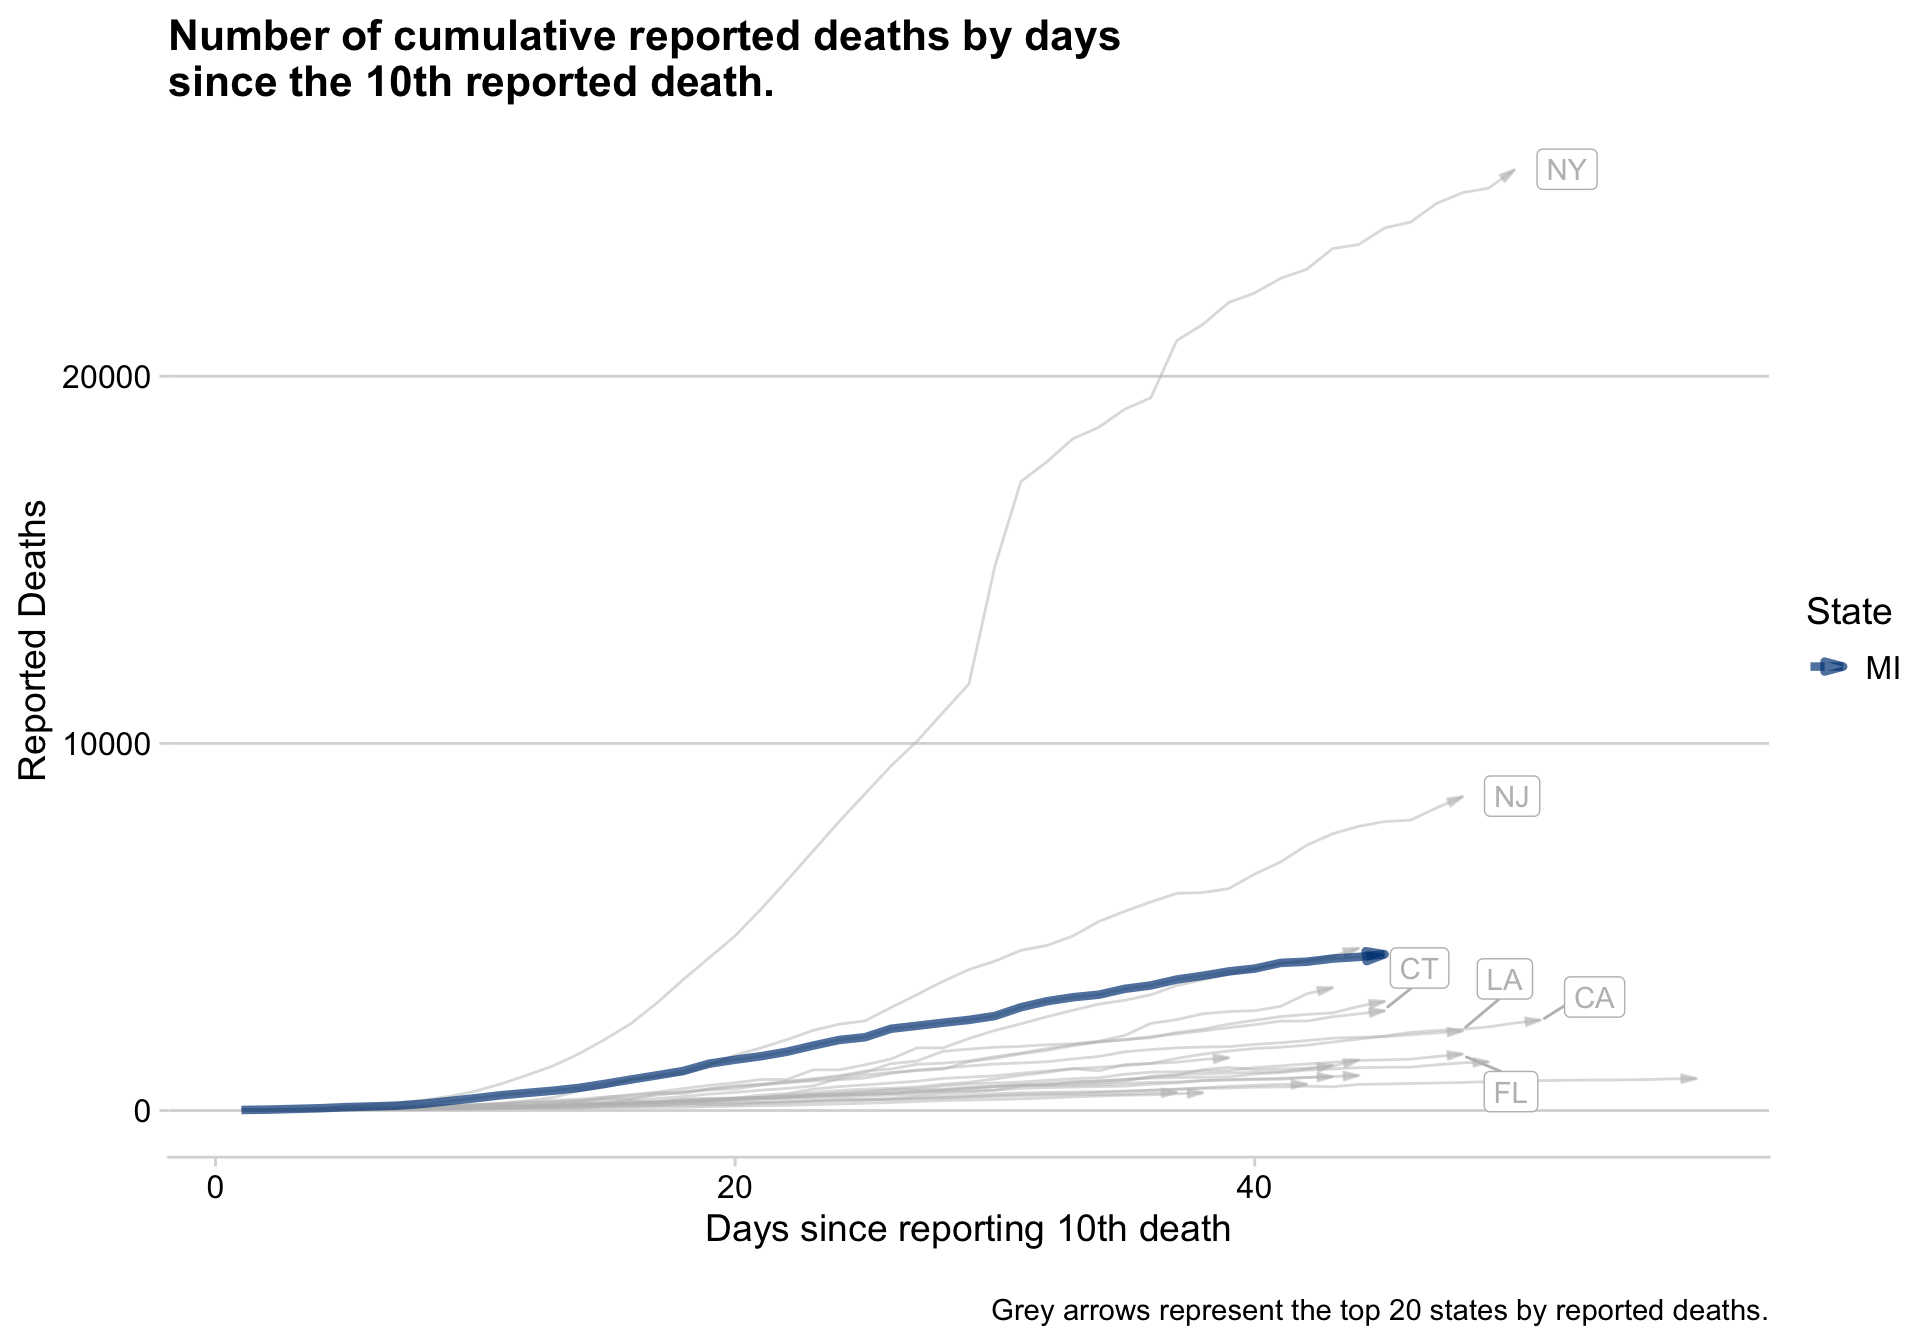 Number of cumulative reported deaths by days
since the 10th reported death.
NY
20000
Reported Deaths
State
MI
10000
NJ
CT
LA
CA
FL
0
0
20
40
Days since reporting 10th death
Grey arrows represent the top 20 states by reported deaths.